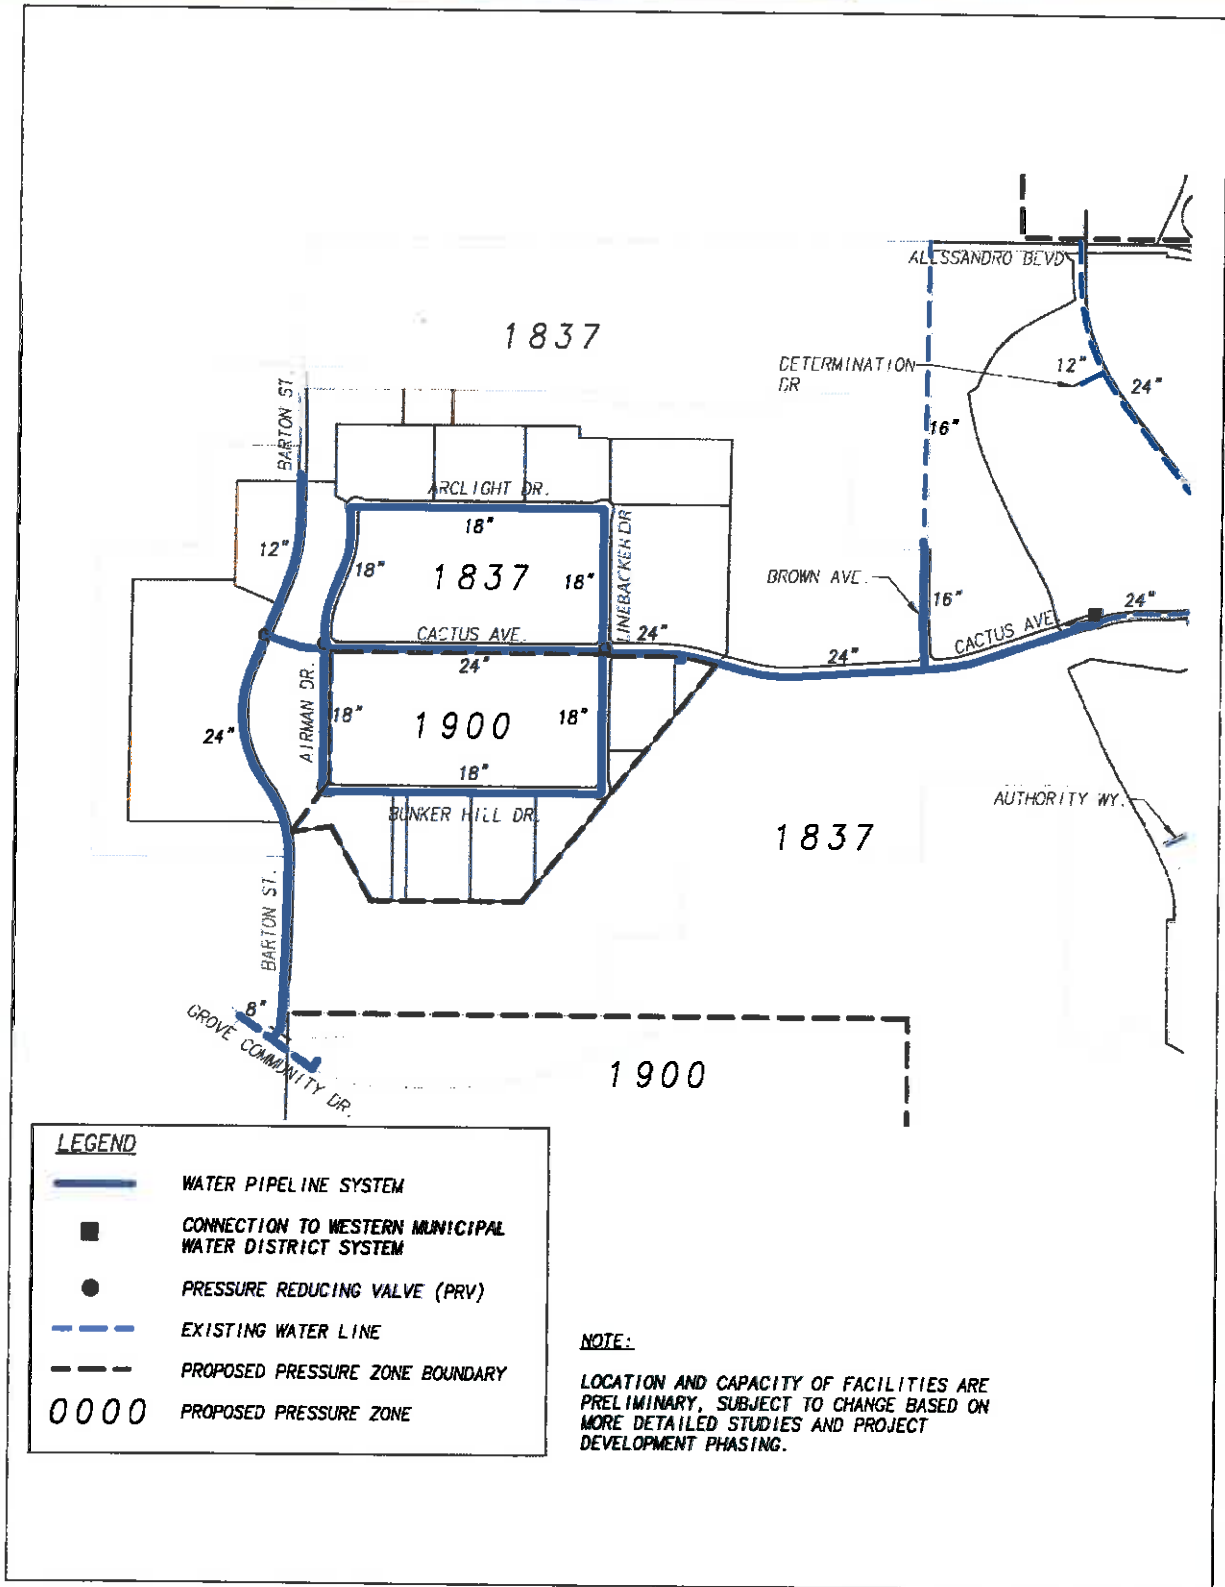 ALESSANDRO BLVD
1837
DETERMINATION
DR
12"
24"
16"
BARTON ST.
ARCLIGHT DR.
18"
12"
18"
1837
18"
LINEBACKER DR
BROWN AVE.
16"
24"
CACTUS AVE.
24"
CACTUS AVE.
24"
24"
AIRMAN DR.
18"
1900
18"
24"
18"
BUNKER HILL DR.
AUTHORITY WY.
1837
BARTON ST.
8"
GROVE COMMUNITY DR.
1900
LEGEND
WATER PIPELINE SYSTEM
CONNECTION TO WESTERN MUNICIPAL
WATER DISTRICT SYSTEM
PRESSURE REDUCING VALVE (PRV)
EXISTING WATER LINE
PROPOSED PRESSURE ZONE BOUNDARY
0000 PROPOSED PRESSURE ZONE
NOTE:
LOCATION AND CAPACITY OF FACILITIES ARE
PRELIMINARY, SUBJECT TO CHANGE BASED ON
MORE DETAILED STUDIES AND PROJECT
DEVELOPMENT PHASING.